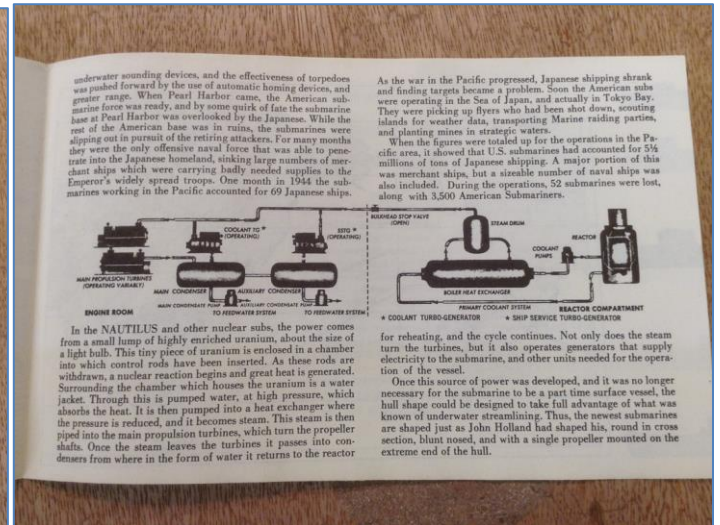 underwater sounding devices, and the effectiveness of torpedoes
was pushed forward by the use of automatic homing devices, and
greater range. When Pearl Harbor came, the American sub-
marine force was ready, and by some quirk of fate the submarine
base at Pearl Harbor was overlooked by the Japanese. While the
rest of the American base was in ruins, the submarines were
slipping out in pursuit of the retiring attackers. For many months
they were the only offensive naval force that was able to pene-
trate into the Japanese homeland, sinking large numbers of mer-
chant ships which were carrying badly needed supplies to the
Emperor's widely spread troops. One month in 1944 the sub-
marines working in the Pacific accounted for 69 Japanese ships.
As the war in the Pacific progressed, Japanese shipping shrank
and finding targets became a problem. Soon the American subs
were operating in the Sea of Japan, and actually in Tokyo Bay.
They were picking up flyers who had been shot down, scouting
islands for weather data, transporting Marine raiding parties,
and planting mines in strategic waters.
When the figures were totaled up for the operations in the Pa-
cific area, it showed that U.S. submarines had accounted for 5½
millions of tons of Japanese shipping. A major portion of this
was merchant ships, but a sizeable number of naval ships was
also included. During the operations, 52 submarines were lost,
along with 3,500 American Submariners.
COOLANT TG *
(OPERATING)
SSTG *
(OPERATING)
BULKHEAD STOP VALVE
(OPEN)
STEAM DRUM
REACTOR
COOLANT
PUMPS
MAIN PROPULSION TURBINES
(OPERATING VARIABLY)
MAIN CONDENSER
AUXILIARY CONDENSER
BOILER HEAT EXCHANGER
MAIN CONDENSATE PUMP
AUXILIARY CONDENSATE PUMP
PRIMARY COOLANT SYSTEM
REACTOR COMPARTMENT
ENGINE ROOM
TO FEEDWATER SYSTEM
TO FEEDWATER SYSTEM
* COOLANT TURBO-GENERATOR
* SHIP SERVICE TURBO-GENERATOR
In the NAUTILUS and other nuclear subs, the power comes
from a small lump of highly enriched uranium, about the size of
a light bulb. This tiny piece of uranium is enclosed in a chamber
into which control rods have been inserted. As these rods are
withdrawn, a nuclear reaction begins and great heat is generated.
Surrounding the chamber which houses the uranium is a water
jacket. Through this is pumped water, at high pressure, which
absorbs the heat. It is then pumped into a heat exchanger where
the pressure is reduced, and it becomes steam. This steam is then
piped into the main propulsion turbines, which turn the propeller
shafts. Once the steam leaves the turbines it passes into con-
densers from where in the form of water it returns to the reactor
for reheating, and the cycle continues. Not only does the steam
turn the turbines, but it also operates generators that supply
electricity to the submarine, and other units needed for the opera-
tion of the vessel.
Once this source of power was developed, and it was no longer
necessary for the submarine to be a part time surface vessel, the
hull shape could be designed to take full advantage of what was
known of underwater streamlining. Thus, the newest submarines
are shaped just as John Holland had shaped his, round in cross
section, blunt nosed, and with a single propeller mounted on the
extreme end of the hull.